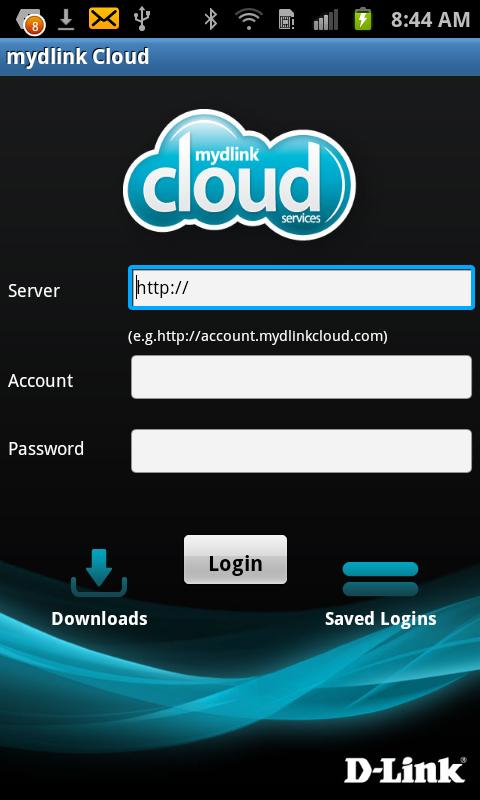 8
8:44 AM
mydlink Cloud
mydlink
cloud
services
Server
http://
(e.g.http://account.mydlinkcloud.com)
Account
Password
Login
Downloads
Saved Logins
D-Link®